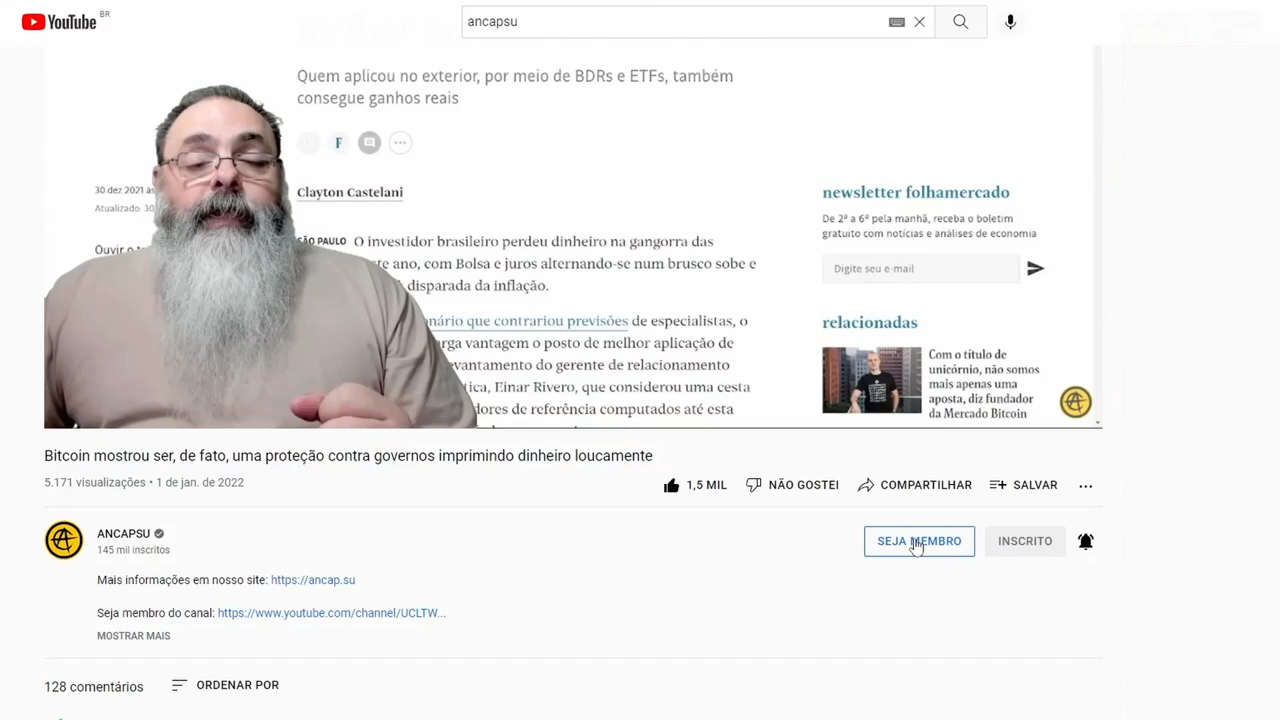 YouTube BR
ancapsu
Quem aplicou no exterior, por meio de BDRs e ETFs, também
consegue ganhos reais
F
30 dez 2021 às
Clayton Castelani
Atualizado 30
Ouvir o
SÃO PAULO O investidor brasileiro perdeu dinheiro na gangorra das
te ano, com Bolsa e juros alternando-se num brusco sobe e
disparada da inflação.
nário que contrariou previsões de especialistas, o
rga vantagem o posto de melhor aplicação de
vantamento do gerente de relacionamento
tica, Einar Rivero, que considerou uma cesta
dores de referência computados até esta
newsletter folhamercado
De 2ª a 6ª pela manhã, receba o boletim
gratuito com notícias e análises de economia
Digite seu e-mail
relacionadas
Com o título de
unicórnio, não somos
mais apenas uma
aposta, diz fundador
da Mercado Bitcoin
Bitcoin mostrou ser, de fato, uma proteção contra governos imprimindo dinheiro loucamente
5.171 visualizações • 1 de jan. de 2022
1,5 MIL NÃO GOSTEI COMPARTILHAR SALVAR
ANCAPSU
145 mil inscritos
SEJA MEMBRO INSCRITO
Mais informações em nosso site: https://ancap.su
Seja membro do canal: https://www.youtube.com/channel/UCLTW...
MOSTRAR MAIS
128 comentários ORDENAR POR